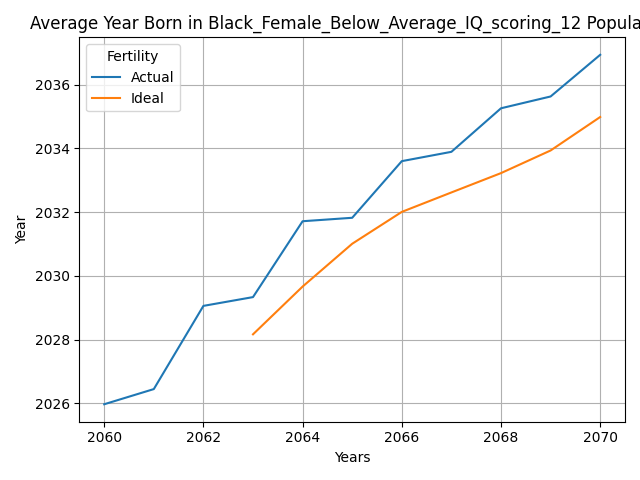 Average Year Born in Black_Female_Below_Average_IQ_scoring_12 Popula
Fertility
Actual
Ideal
2036
2034
2032
2030
2028
2026
Year
2060 2062 2064 2066 2068 2070
Years